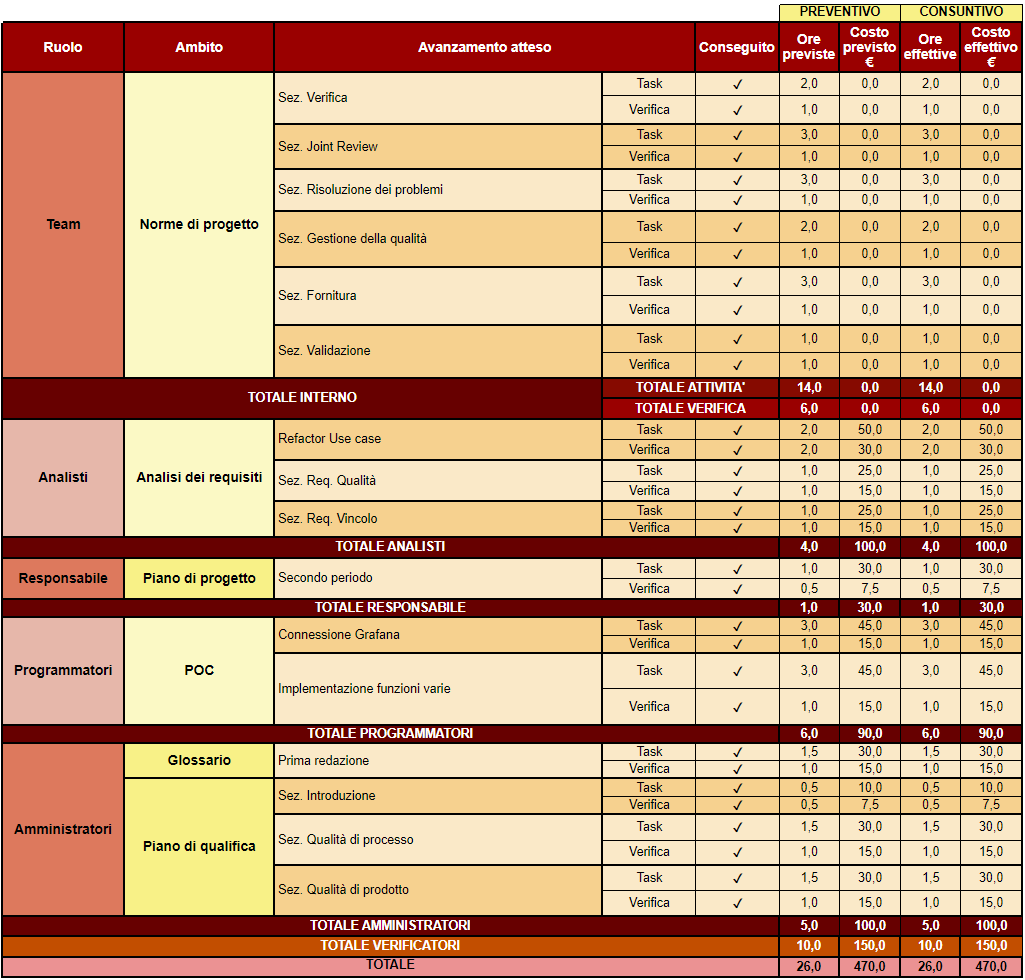 PREVENTIVO CONSUNTIVO
Ruolo Ambito Avanzamento atteso Conseguito Ore previste Costo previsto € Ore effettive Costo effettivo €
Team Norme di progetto
Sez. Verifica Task ✓ 2,0 0,0 2,0 0,0
Verifica ✓ 1,0 0,0 1,0 0,0
Sez. Joint Review Task ✓ 3,0 0,0 3,0 0,0
Verifica ✓ 1,0 0,0 1,0 0,0
Sez. Risoluzione dei problemi Task ✓ 3,0 0,0 3,0 0,0
Verifica ✓ 1,0 0,0 1,0 0,0
Sez. Gestione della qualità Task ✓ 2,0 0,0 2,0 0,0
Verifica ✓ 1,0 0,0 1,0 0,0
Sez. Fornitura Task ✓ 3,0 0,0 3,0 0,0
Verifica ✓ 1,0 0,0 1,0 0,0
Sez. Validazione Task ✓ 1,0 0,0 1,0 0,0
Verifica ✓ 1,0 0,0 1,0 0,0
TOTALE INTERNO TOTALE ATTIVITA' 14,0 0,0 14,0 0,0
TOTALE VERIFICA 6,0 0,0 6,0 0,0
Analisti Analisi dei requisiti
Refactor Use case Task ✓ 2,0 50,0 2,0 50,0
Verifica ✓ 2,0 30,0 2,0 30,0
Sez. Req. Qualità Task ✓ 1,0 25,0 1,0 25,0
Verifica ✓ 1,0 15,0 1,0 15,0
Sez. Req. Vincolo Task ✓ 1,0 25,0 1,0 25,0
Verifica ✓ 1,0 15,0 1,0 15,0
TOTALE ANALISTI 4,0 100,0 4,0 100,0
Responsabile Piano di progetto
Secondo periodo Task ✓ 1,0 30,0 1,0 30,0
Verifica ✓ 0,5 7,5 0,5 7,5
TOTALE RESPONSABILE 1,0 30,0 1,0 30,0
Programmatori POC
Connessione Grafana Task ✓ 3,0 45,0 3,0 45,0
Verifica ✓ 1,0 15,0 1,0 15,0
Implementazione funzioni varie Task ✓ 3,0 45,0 3,0 45,0
Verifica ✓ 1,0 15,0 1,0 15,0
TOTALE PROGRAMMATORI 6,0 90,0 6,0 90,0
Amministratori
Glossario Prima redazione Task ✓ 1,5 30,0 1,5 30,0
Verifica ✓ 1,0 15,0 1,0 15,0
Piano di qualifica
Sez. Introduzione Task ✓ 0,5 10,0 0,5 10,0
Verifica ✓ 0,5 7,5 0,5 7,5
Sez. Qualità di processo Task ✓ 1,5 30,0 1,5 30,0
Verifica ✓ 1,0 15,0 1,0 15,0
Sez. Qualità di prodotto Task ✓ 1,5 30,0 1,5 30,0
Verifica ✓ 1,0 15,0 1,0 15,0
TOTALE AMMINISTRATORI 5,0 100,0 5,0 100,0
TOTALE VERIFICATORI 10,0 150,0 10,0 150,0
TOTALE 26,0 470,0 26,0 470,0